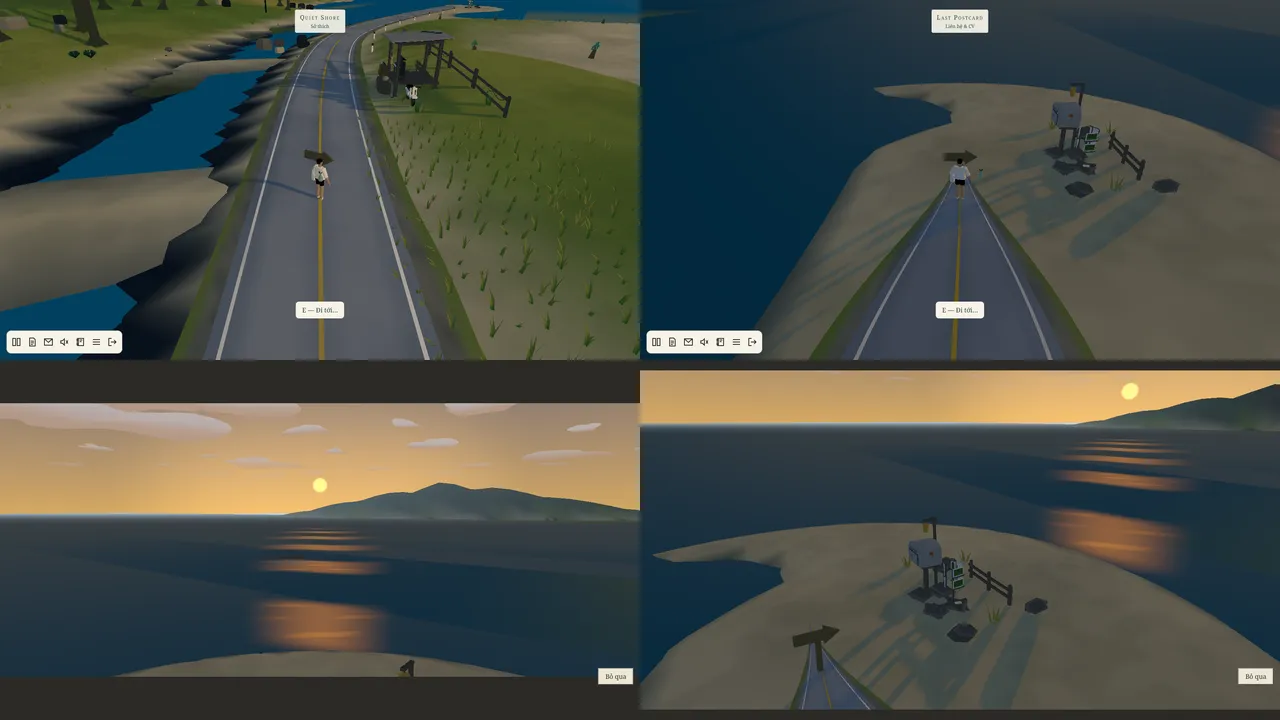 Quiet Shore
Sở thích
E — Đi tới...
Last Postcard
Liên hệ & CV
E — Đi tới...
Bỏ qua
Bỏ qua